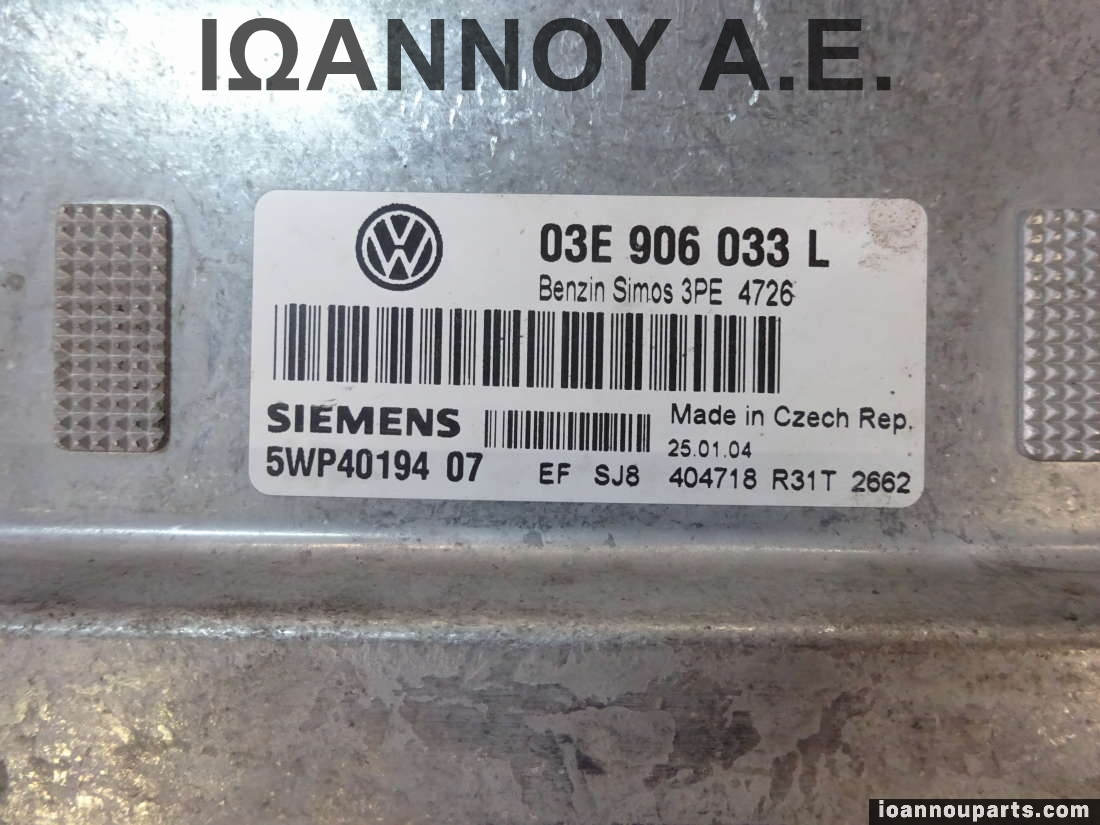 ΙΩΑΝΝΟΥ Α.Ε.
03E 906 033 L
Benzin Simos 3PE 4726
SIEMENS
5WP40194 07
Made in Czech Rep.
25.01.04
EF SJ8 404718 R31T 2662
ioannouparts.com